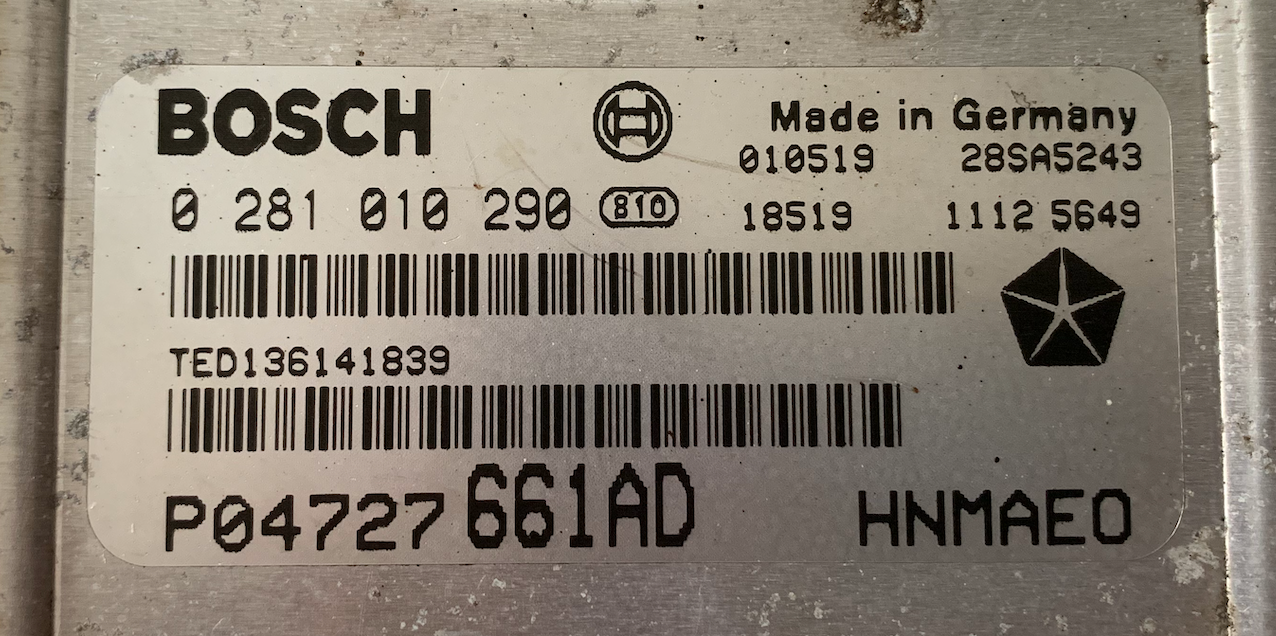 BOSCH
Made in Germany
010519 28SA5243
0 281 010 290 810 18519 1112 5649
TED136141839
P04727661AD HNMAEO